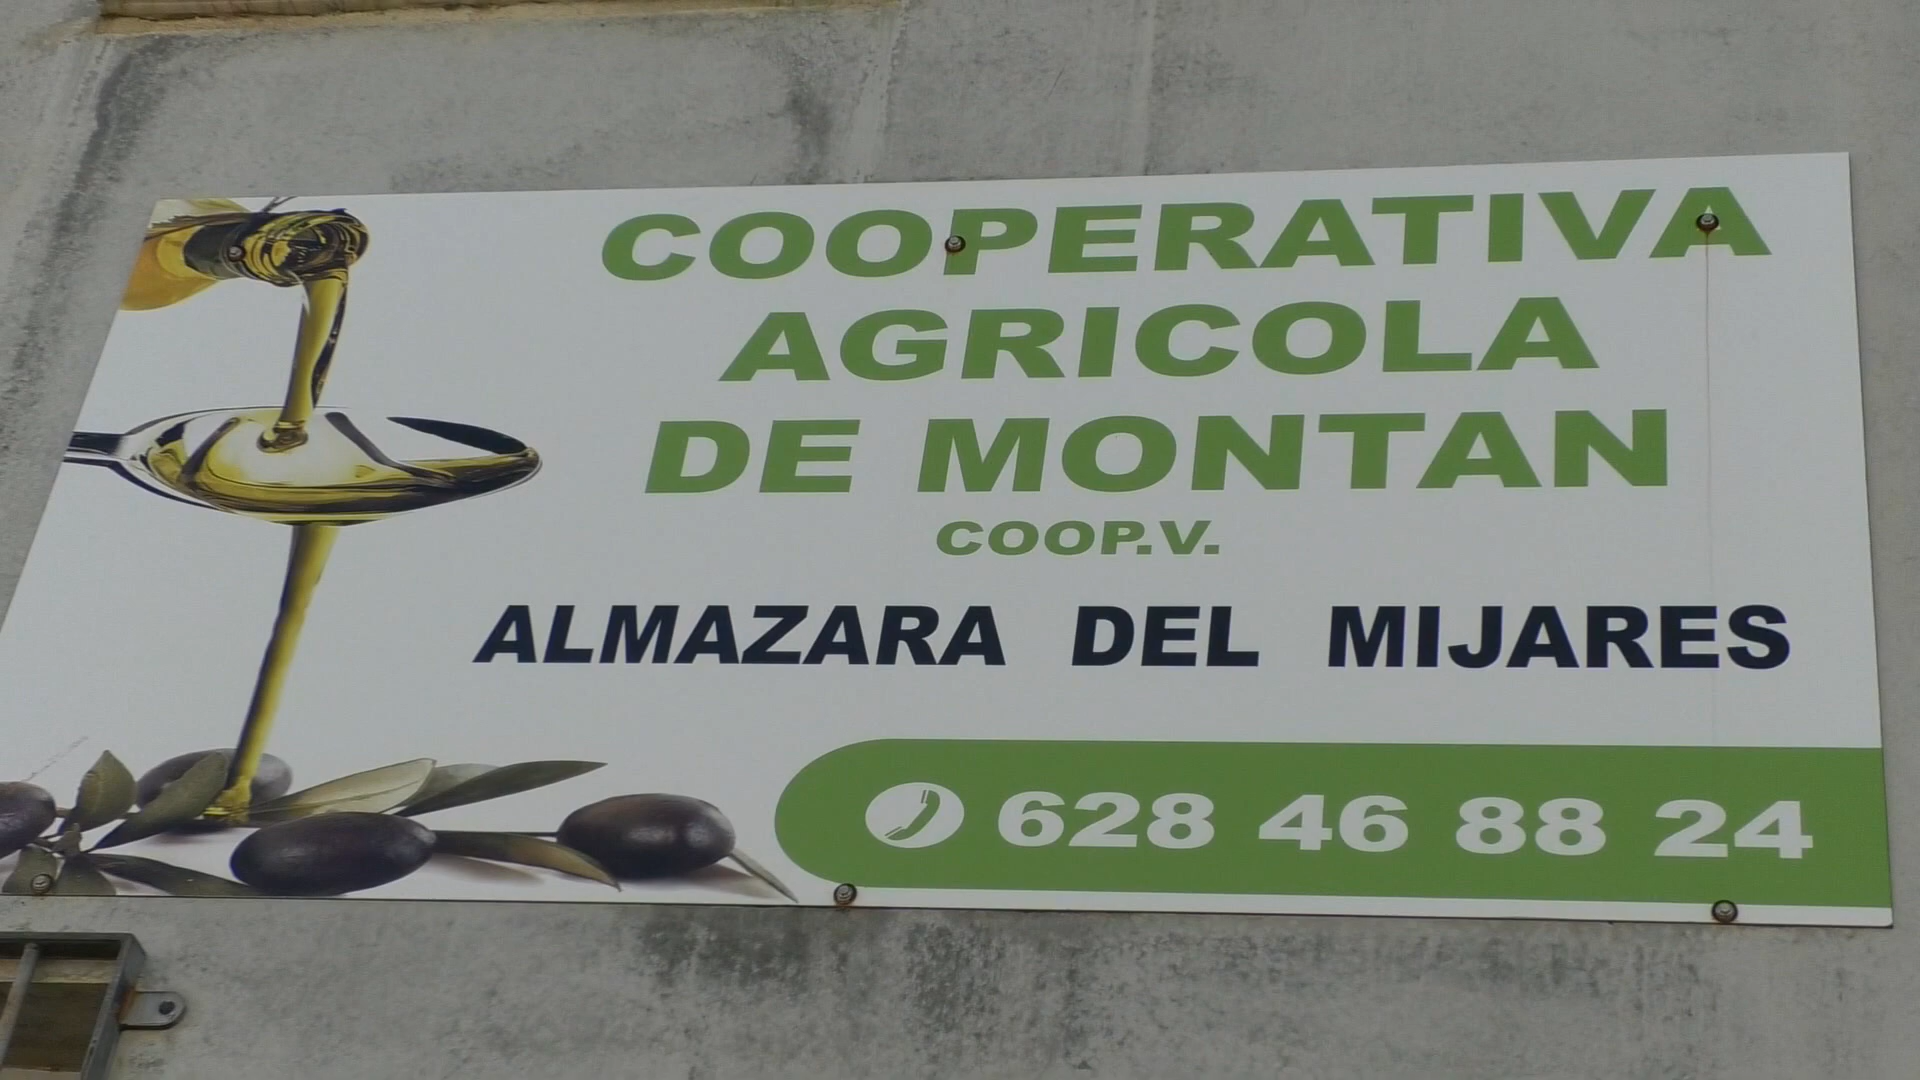 COOPERATIVA
AGRICOLA
DE MONTAN
COOP.V.
ALMAZARA DEL MIJARES
628 46 88 24